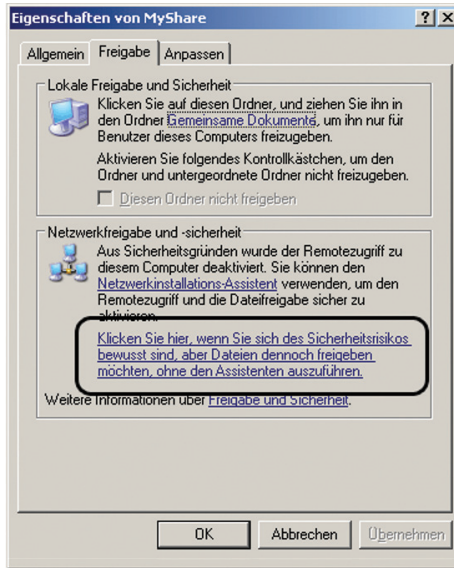 Eigenschaften von MyShare
Allgemein Freigabe Anpassen
Lokale Freigabe und Sicherheit
Klicken Sie auf diesen Ordner, und ziehen Sie ihn in
den Ordner Gemeinsame Dokumente, um ihn nur für
Benutzer dieses Computers freizugeben.
Aktivieren Sie folgendes Kontrollkästchen, um den
Ordner und untergeordnete Ordner nicht freizugeben.
Diesen Ordner nicht freigeben
Netzwerkfreigabe und -sicherheit
Aus Sicherheitsgründen wurde der Remotezugriff zu
diesem Computer deaktiviert. Sie können den
Netzwerkinstallations-Assistent verwenden, um den
Remotezugriff und die Dateifreigabe sicher zu
aktivieren.
Klicken Sie hier, wenn Sie sich des Sicherheitsrisikos
bewusst sind, aber Dateien dennoch freigeben
möchten, ohne den Assistenten auszuführen.
Weitere Informationen über Freigabe und Sicherheit.
OK Abbrechen Übernehmen